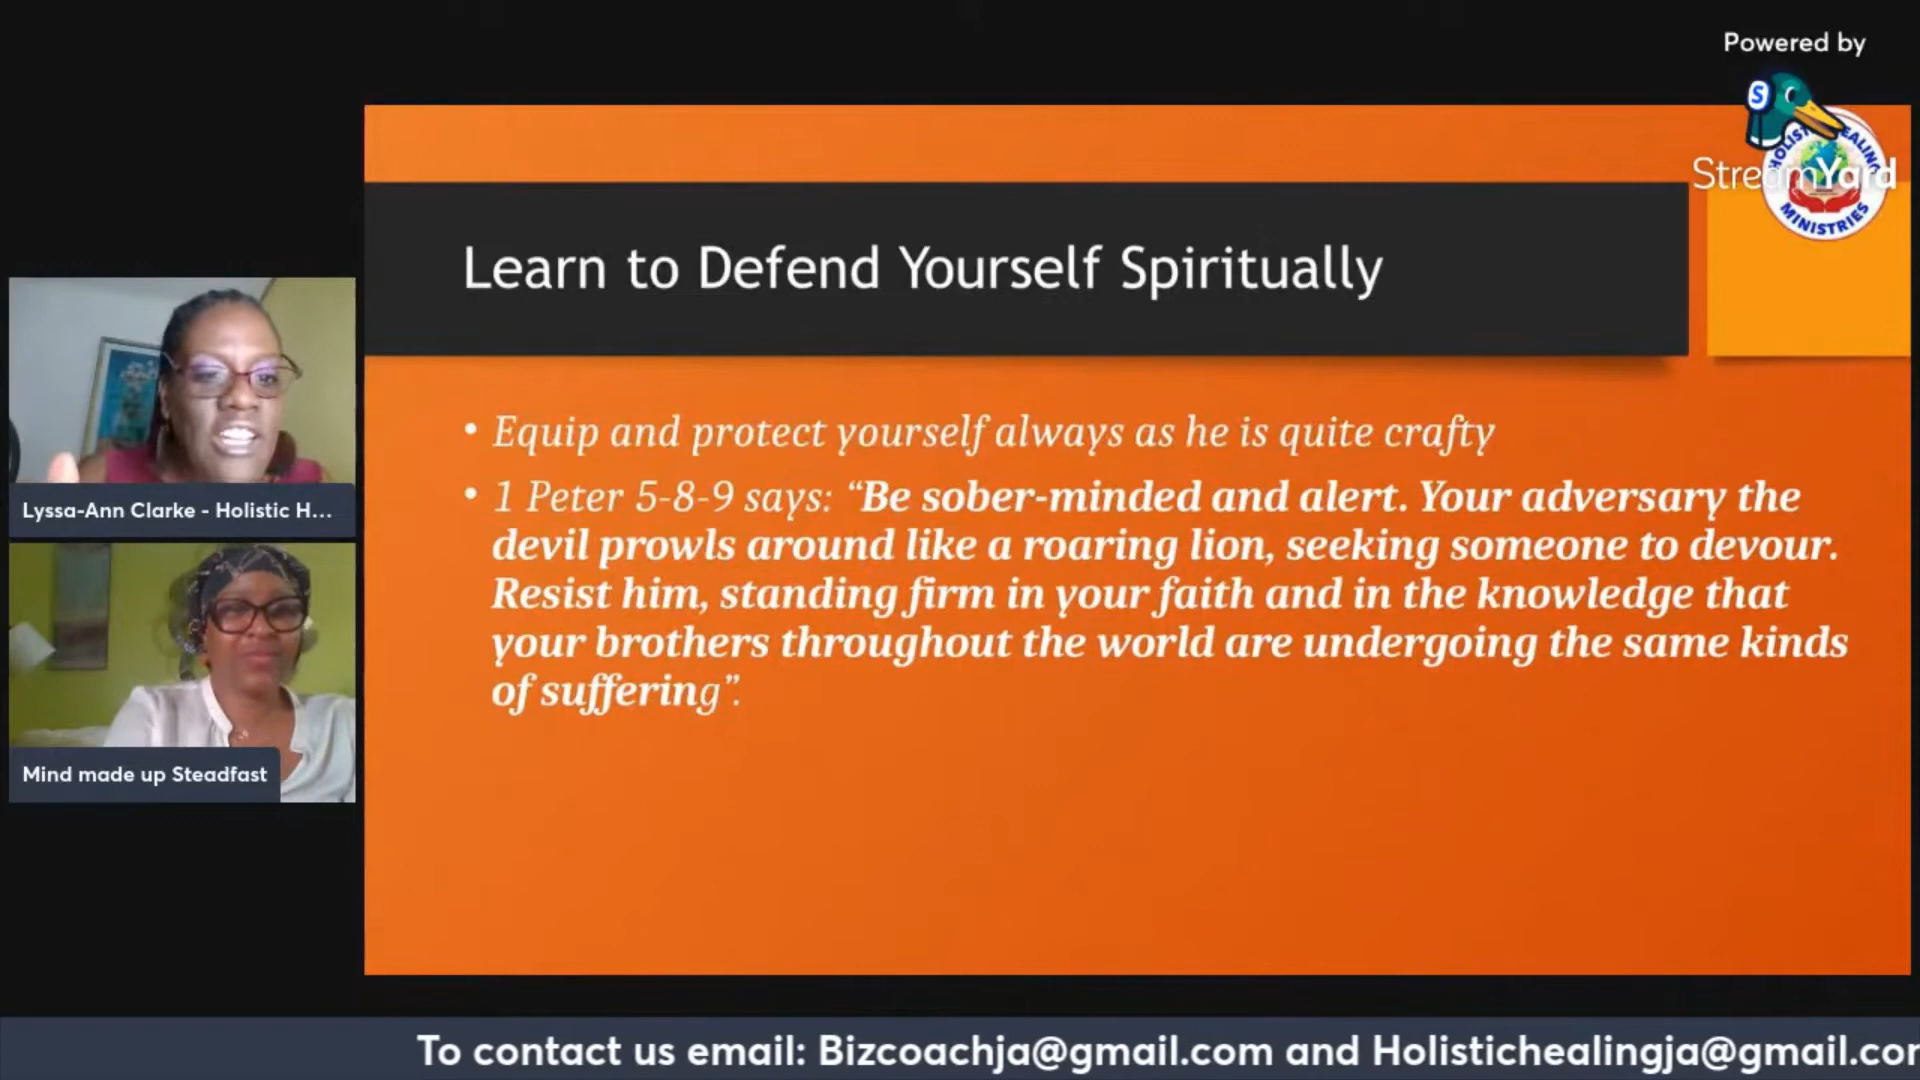 Powered by
S
StreamYard
HOLISTIC HEALING
MINISTRIES
Learn to Defend Yourself Spiritually
• Equip and protect yourself always as he is quite crafty
• 1 Peter 5-8-9 says: “Be sober-minded and alert. Your adversary the
devil prowls around like a roaring lion, seeking someone to devour.
Resist him, standing firm in your faith and in the knowledge that
your brothers throughout the world are undergoing the same kinds
of suffering”.
Lyssa-Ann Clarke - Holistic H...
Mind made up Steadfast
To contact us email: Bizcoachja@gmail.com and Holistichealingja@gmail.com